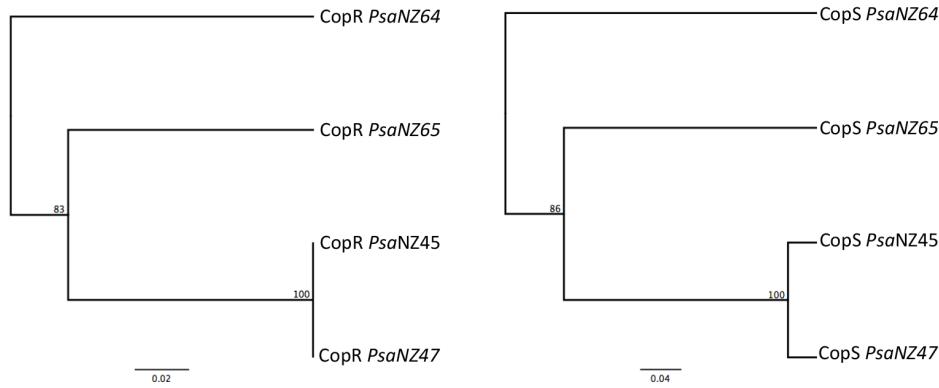 CopR PsaNZ64
CopR PsaNZ65
83
CopR PsaNZ45
100
CopR PsaNZ47
0.02
CopS PsaNZ64
CopS PsaNZ65
86
CopS PsaNZ45
100
CopS PsaNZ47
0.04